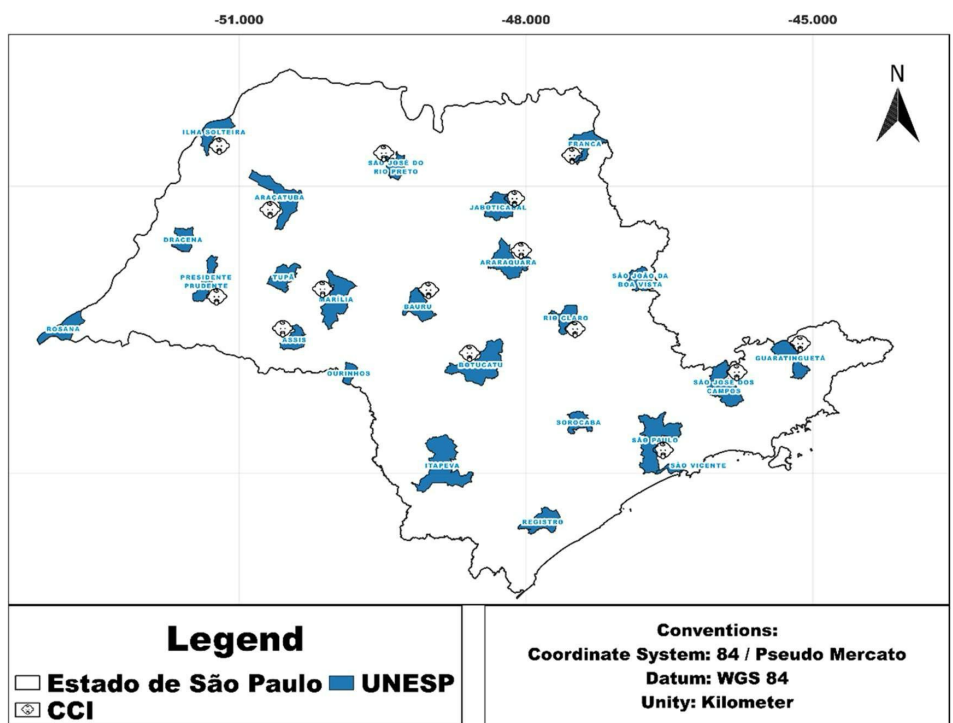 -51.000 -48.000 -45.000
N
ILHA SOLTEIRA
FRANCA
SÃO JOSÉ DO
RIO PRETO
ARAÇATUBA
JABOTICABAL
DRACENA
ARARAQUARA
PRESIDENTE
PRUDENTE
TUPÃ
SÃO JOÃO DA
BOA VISTA
MARÍLIA
BAURU
RIO CLARO
ROSANA
ASSIS
GUARATINGUETÁ
BOTUCATU
OURINHOS
SÃO JOSÉ DOS
CAMPOS
SOROCABA
SÃO PAULO
ITAPEVA
SÃO VICENTE
REGISTRO
Legend
Estado de São Paulo UNESP
CCI
Conventions:
Coordinate System: 84 / Pseudo Mercato
Datum: WGS 84
Unity: Kilometer